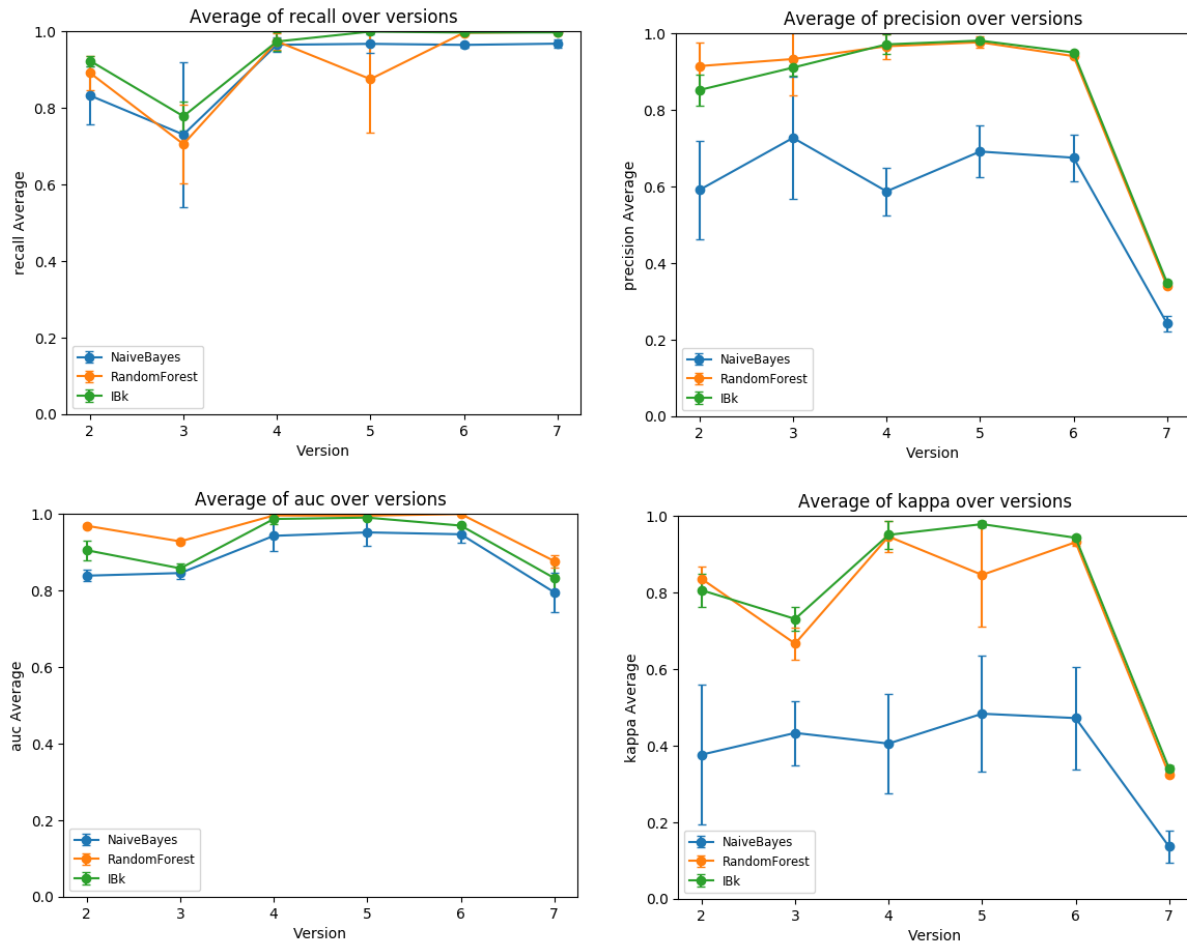 Average of recall over versions
1.0
0.8
0.6
0.4
0.2
0.0
recall Average
NaiveBayes
RandomForest
IBk
2 3 4 5 6 7
Version
Average of precision over versions
1.0
0.8
0.6
0.4
0.2
0.0
precision Average
NaiveBayes
RandomForest
IBk
2 3 4 5 6 7
Version
Average of auc over versions
1.0
0.8
0.6
0.4
0.2
0.0
auc Average
NaiveBayes
RandomForest
IBk
2 3 4 5 6 7
Version
Average of kappa over versions
1.0
0.8
0.6
0.4
0.2
0.0
kappa Average
NaiveBayes
RandomForest
IBk
2 3 4 5 6 7
Version